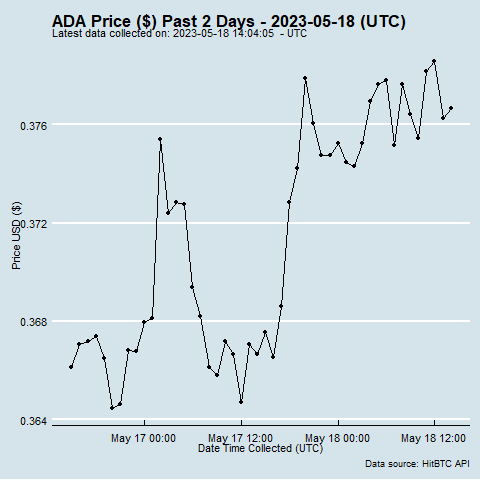 ADA Price ($) Past 2 Days - 2023-05-18 (UTC)
Latest data collected on: 2023-05-18 14:04:05 - UTC
0.376
0.372
Price USD ($)
0.368
0.364
May 17 00:00 May 17 12:00 May 18 00:00 May 18 12:00
Date Time Collected (UTC)
Data source: HitBTC API